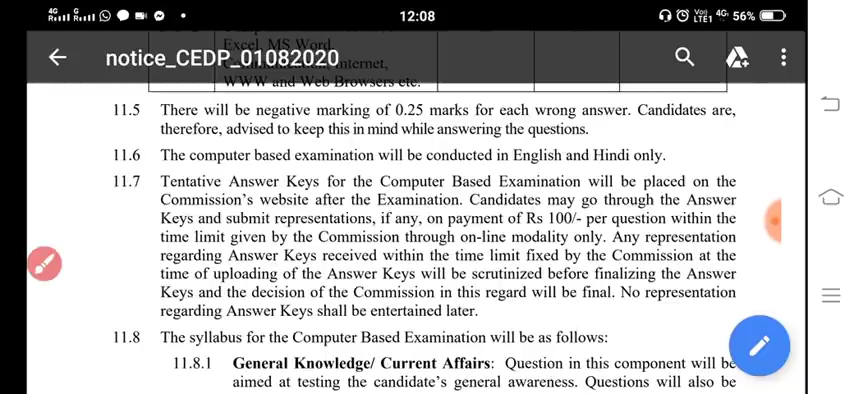 4G R G R 12:08 Vo) LTE1 4G 56%
notice_CEDP_01082020
Excel, MS Word,
Internet,
WWW and Web Browsers etc.
11.5 There will be negative marking of 0.25 marks for each wrong answer. Candidates are,
therefore, advised to keep this in mind while answering the questions.
11.6 The computer based examination will be conducted in English and Hindi only.
11.7 Tentative Answer Keys for the Computer Based Examination will be placed on the
Commission's website after the Examination. Candidates may go through the Answer
Keys and submit representations, if any, on payment of Rs 100/- per question within the
time limit given by the Commission through on-line modality only. Any representation
regarding Answer Keys received within the time limit fixed by the Commission at the
time of uploading of the Answer Keys will be scrutinized before finalizing the Answer
Keys and the decision of the Commission in this regard will be final. No representation
regarding Answer Keys shall be entertained later.
11.8 The syllabus for the Computer Based Examination will be as follows:
11.8.1 General Knowledge/ Current Affairs: Question in this component will be
aimed at testing the candidate's general awareness. Questions will also be